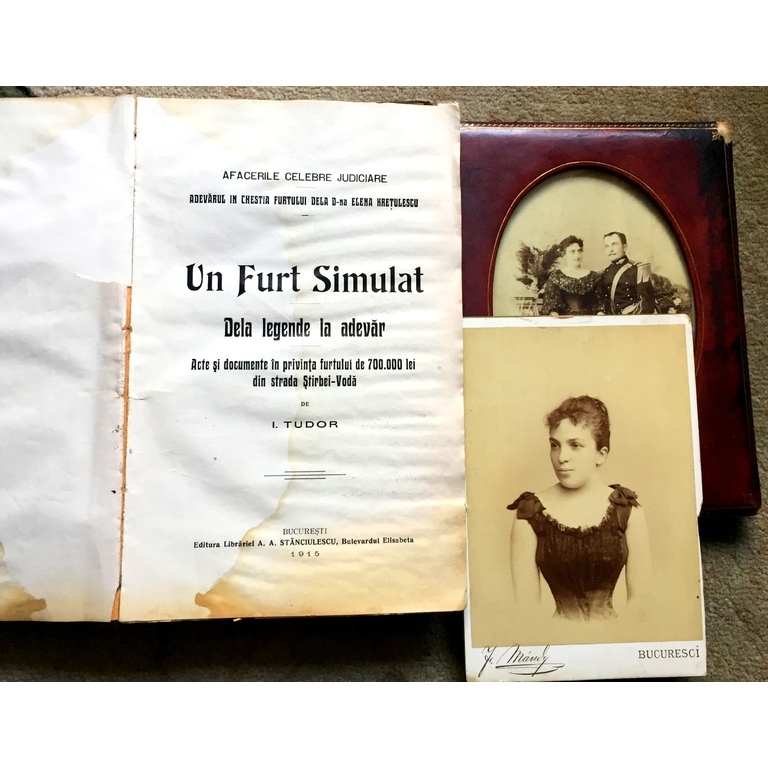 AFACERILE CELEBRE JUDICIARE
ADEVĂRUL IN CHESTIA FURTULUI DELA D-na ELENA KREȚULESCU
Un Furt Simulat
Dela legende la adevăr
Acte și documente în privința furtului de 700.000 lei
din strada Știrbei-Vodă
DE
I. TUDOR
BUCUREȘTI
Editura Librăriei A. A. STĂNCIULESCU, Bulevardul Elisabeta
1915
J. Mándy
BUCURESCI